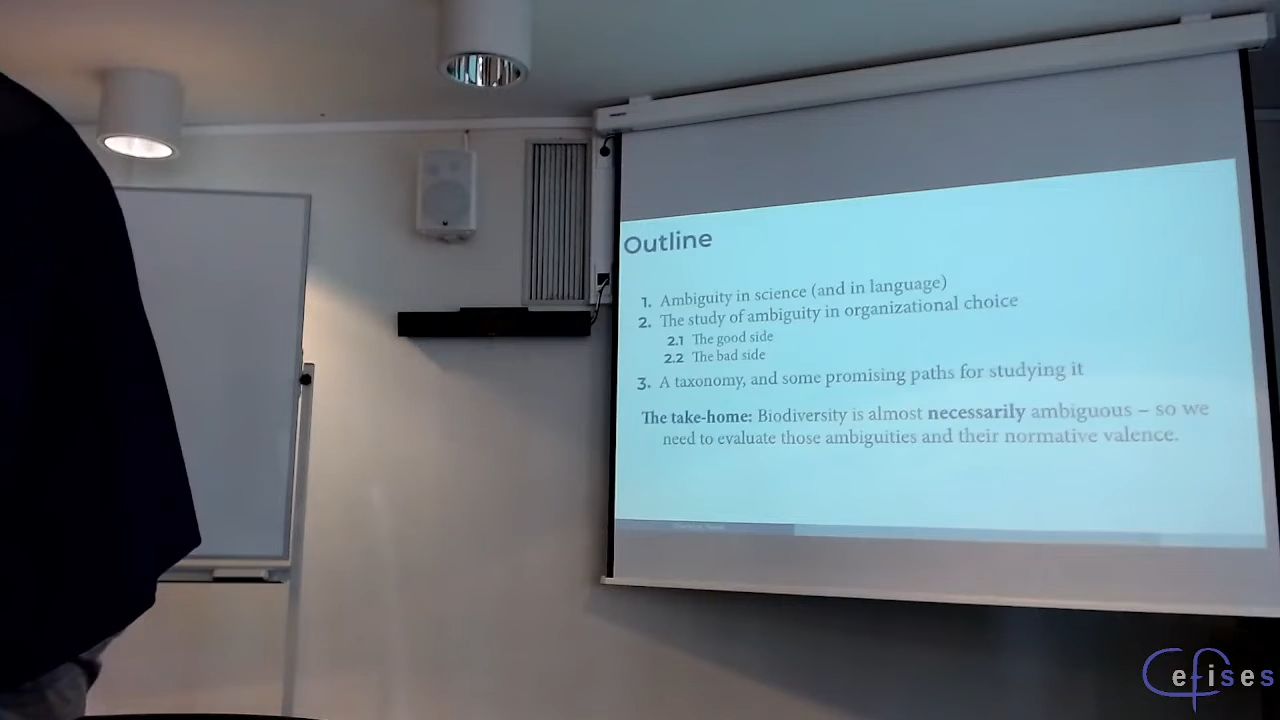 Outline
1. Ambiguity in science (and in language)
2. The study of ambiguity in organizational choice
2.1 The good side
2.2 The bad side
3. A taxonomy, and some promising paths for studying it
The take-home: Biodiversity is almost necessarily ambiguous – so we
need to evaluate those ambiguities and their normative valence.
Cefises